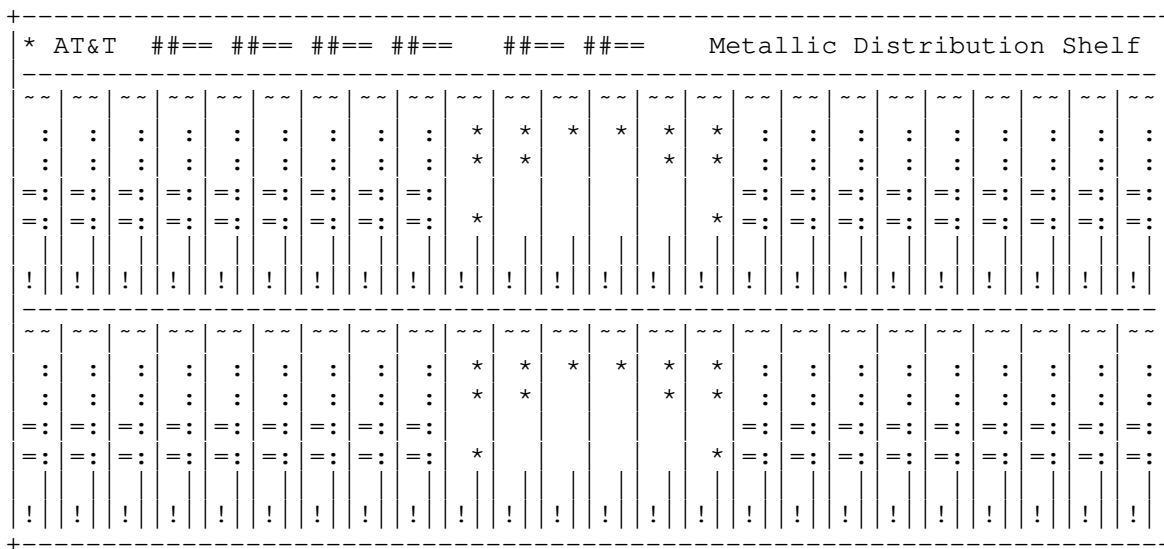 +-----------------------------------------------------------------------
|* AT&T  ##== ##== ##== ##==   ##== ##==    Metallic Distribution Shelf
|-----------------------------------------------------------------------
|~~|~~|~~|~~|~~|~~|~~|~~|~~|~~|~~|~~|~~|~~|~~|~~|~~|~~|~~|~~|~~|~~|~~|~~
| :| :| :| :| :| :| :| :| :| *| *| *| *| *| *| :| :| :| :| :| :| :| :| :
| :| :| :| :| :| :| :| :| :| *| *|  |  | *| *| :| :| :| :| :| :| :| :| :
|=:|=:|=:|=:|=:|=:|=:|=:|=:|  |  |  |  |  |  |=:|=:|=:|=:|=:|=:|=:|=:|=:
|=:|=:|=:|=:|=:|=:|=:|=:|=:| *|  |  |  |  | *|=:|=:|=:|=:|=:|=:|=:|=:|=:
| || || || || || || || || || || || || || || || || || || || || || || || |
|!||!||!||!||!||!||!||!||!||!||!||!||!||!||!||!||!||!||!||!||!||!||!||!|
|-----------------------------------------------------------------------
|~~|~~|~~|~~|~~|~~|~~|~~|~~|~~|~~|~~|~~|~~|~~|~~|~~|~~|~~|~~|~~|~~|~~|~~
| :| :| :| :| :| :| :| :| :| *| *| *| *| *| *| :| :| :| :| :| :| :| :| :
| :| :| :| :| :| :| :| :| :| *| *|  |  | *| *| :| :| :| :| :| :| :| :| :
|=:|=:|=:|=:|=:|=:|=:|=:|=:|  |  |  |  |  |  |=:|=:|=:|=:|=:|=:|=:|=:|=:
|=:|=:|=:|=:|=:|=:|=:|=:|=:| *|  |  |  |  | *|=:|=:|=:|=:|=:|=:|=:|=:|=:
| || || || || || || || || || || || || || || || || || || || || || || || |
|!||!||!||!||!||!||!||!||!||!||!||!||!||!||!||!||!||!||!||!||!||!||!||!|
+-----------------------------------------------------------------------